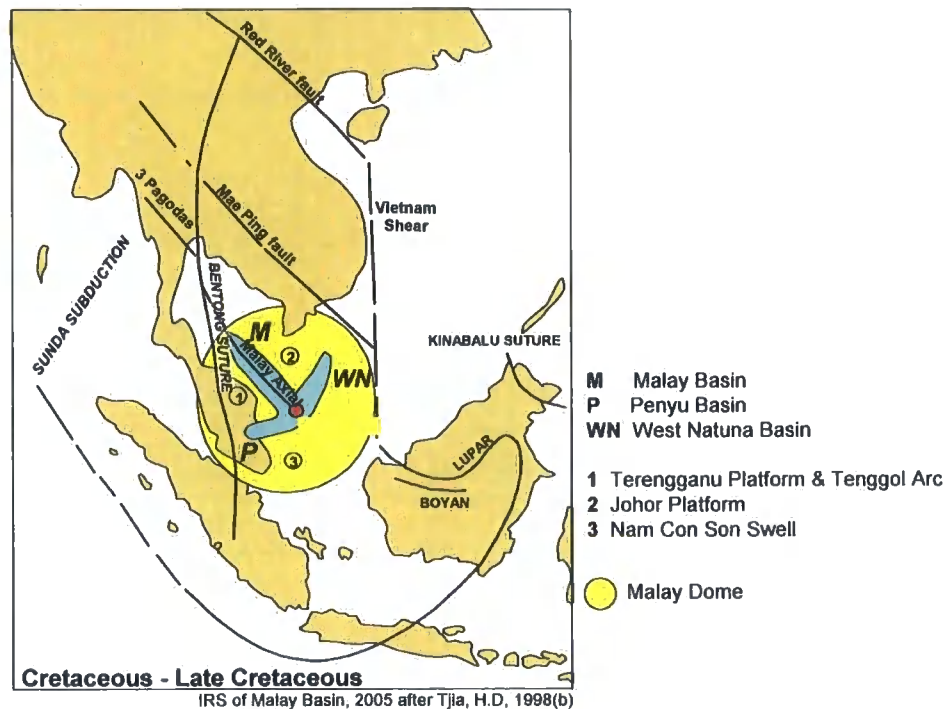 Red River fault
3 Pagodas
Mae Ping fault
Vietnam
Shear
SUNDA SUBDUCTION
BENTONG SUTURE
M
2
Malay Axial
WN
1
P
3
KINABALU SUTURE
LUPAR
BOYAN
Cretaceous - Late Cretaceous
M Malay Basin
P Penyu Basin
WN West Natuna Basin
1 Terengganu Platform & Tenggol Arc
2 Johor Platform
3 Nam Con Son Swell
Malay Dome
IRS of Malay Basin, 2005 after Tjia, H.D, 1998(b)